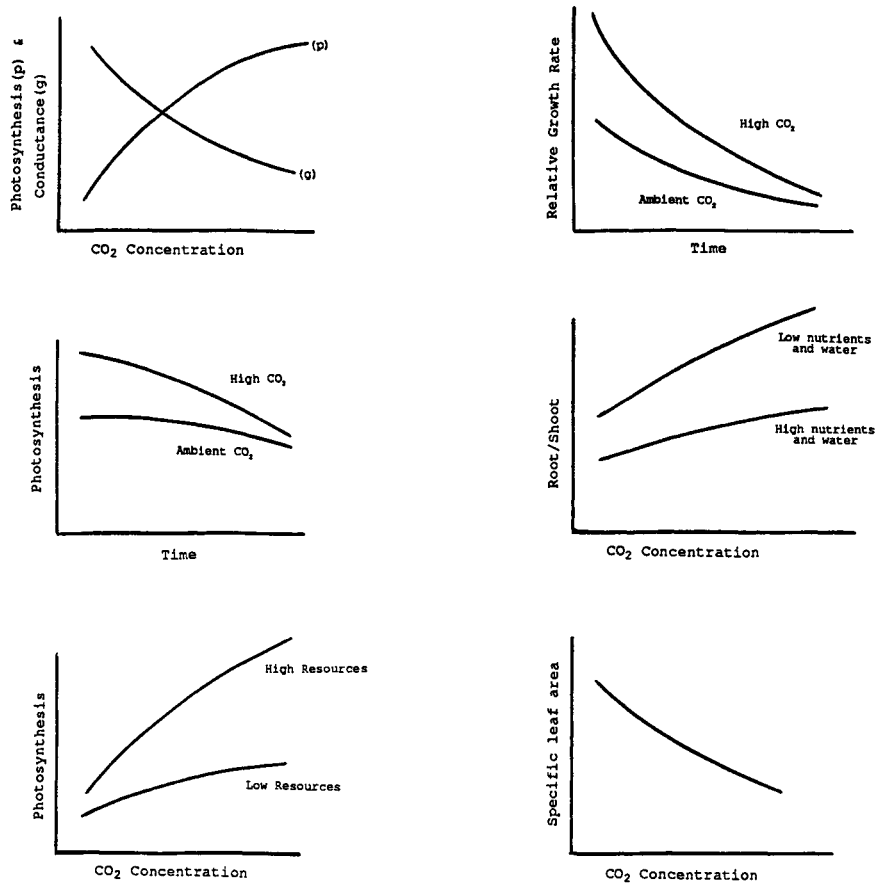 Photosynthesis(p) &
Conductance(g)
(p)
(g)
CO₂ Concentration
Relative Growth Rate
High CO₂
Ambient CO₂
Time
Photosynthesis
High CO₂
Ambient CO₂
Time
Root/Shoot
Low nutrients
and water
High nutrients
and water
CO₂ Concentration
Photosynthesis
High Resources
Low Resources
CO₂ Concentration
Specific leaf area
CO₂ Concentration